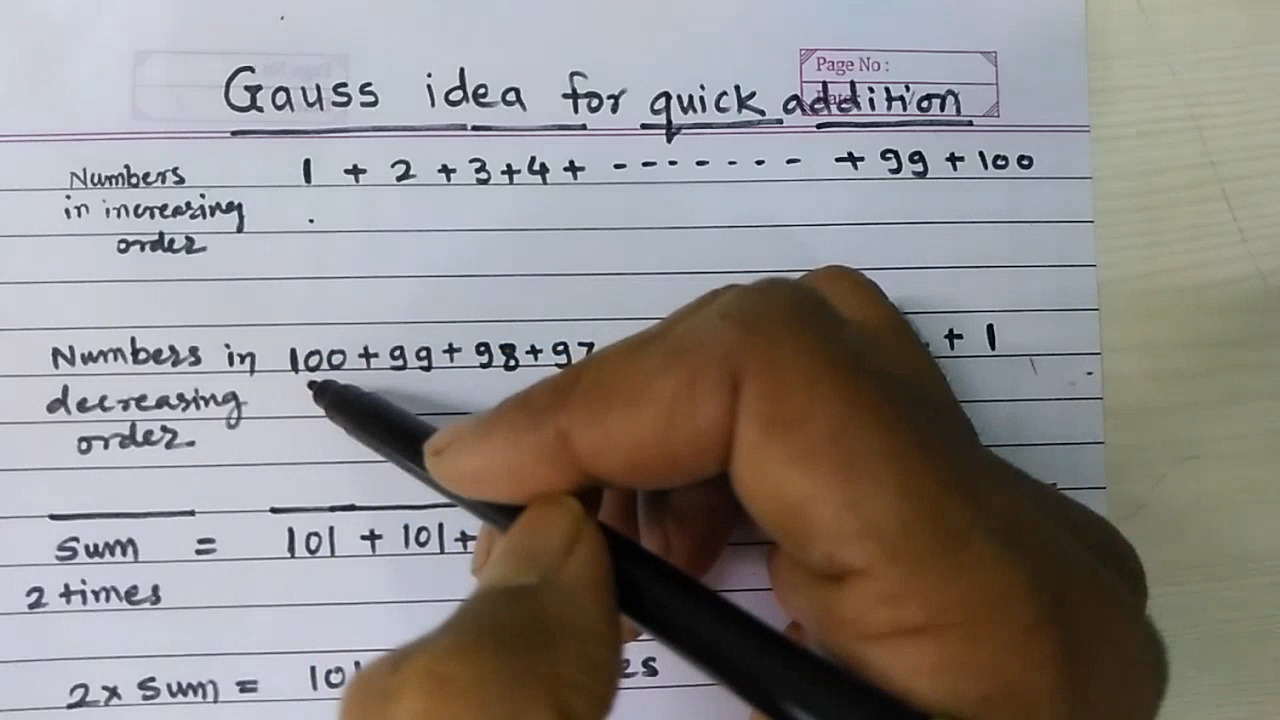 Page No :
Gauss idea for quick addition
Numbers in increasing order
1 + 2 + 3 + 4 + - - - - - - - + 99 + 100
Numbers in decreasing order
100 + 99 + 98 + 97 + 1
Sum = 101 + 101 +
2 times
2 x Sum = 10